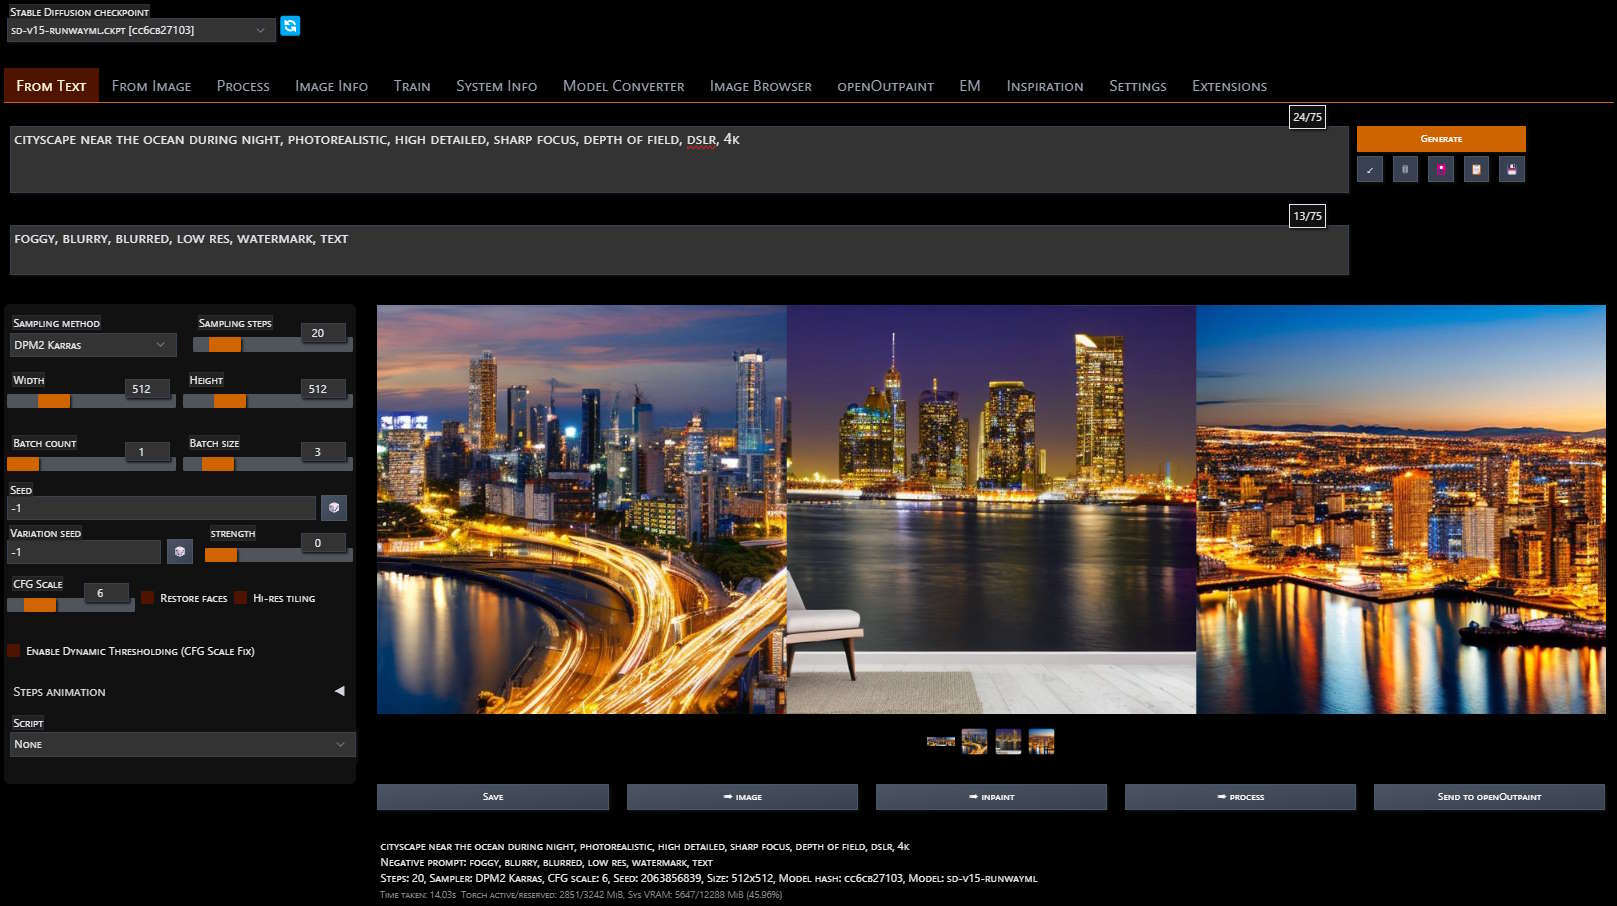 Stable Diffusion checkpoint
sd-v15-runwayml.ckpt [cc6cb27103]
From Text From Image Process Image Info Train System Info Model Converter Image Browser openOutpaint EM Inspiration Settings Extensions
24/75
cityscape near the ocean during night, photorealistic, high detailed, sharp focus, depth of field, dslr, 4k
Generate
13/75
foggy, blurry, blurred, low res, watermark, text
Sampling method
DPM2 Karras
Sampling steps
20
Width
512
Height
512
Batch count
1
Batch size
3
Seed
-1
Variation seed
-1
strength
0
CFG Scale
6
Restore faces
Hi-res tiling
Enable Dynamic Thresholding (CFG Scale Fix)
Steps animation
Script
None
Save
➡ image
➡ inpaint
➡ process
Send to openOutpaint
cityscape near the ocean during night, photorealistic, high detailed, sharp focus, depth of field, dslr, 4k
Negative prompt: foggy, blurry, blurred, low res, watermark, text
Steps: 20, Sampler: DPM2 Karras, CFG scale: 6, Seed: 2063856839, Size: 512x512, Model hash: cc6cb27103, Model: sd-v15-runwayml
Time taken: 14.03s Torch active/reserved: 2851/3242 MiB, Sys VRAM: 5647/12288 MiB (45.96%)